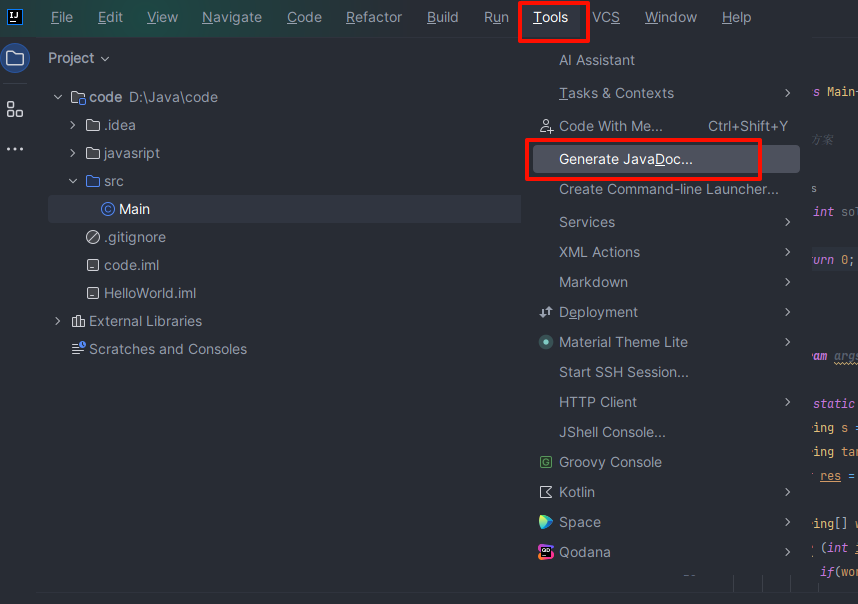 IJ
File Edit View Navigate Code Refactor Build Run Tools VCS Window Help
Project
code D:\Java\code
.idea
javasript
src
Main
.gitignore
code.iml
HelloWorld.iml
External Libraries
Scratches and Consoles
AI Assistant
Tasks & Contexts
Code With Me... Ctrl+Shift+Y
Generate JavaDoc...
Create Command-line Launcher...
Services
XML Actions
Markdown
Deployment
Material Theme Lite
Start SSH Session...
HTTP Client
JShell Console...
Groovy Console
Kotlin
Space
Qodana
s Main
方案
s
int sol
urn 0;
am args
static
ing s =
ing tar
res =
ing[] w
(int i
if(wor